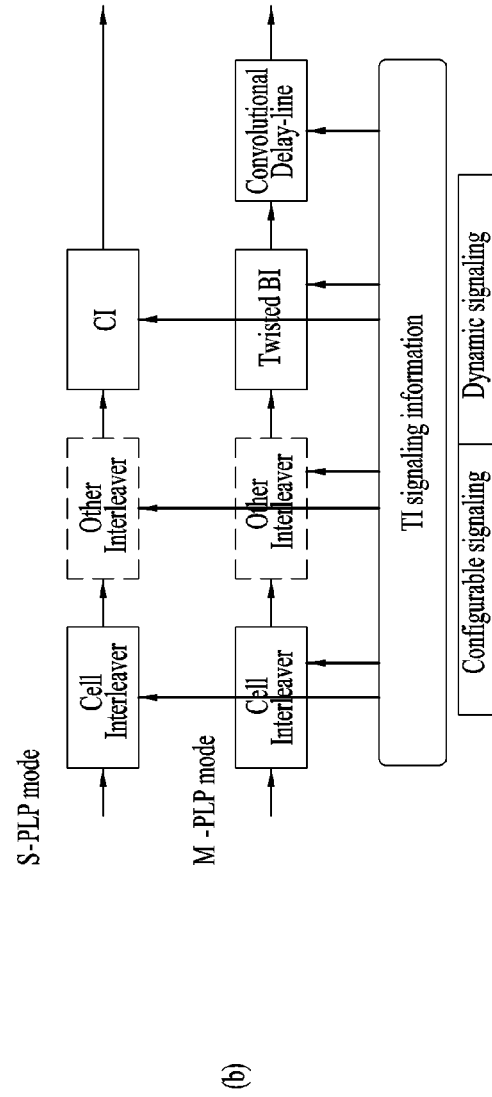 (b)
S-PLP mode
Cell
Interleaver
Other
Interleaver
CI
M -PLP mode
Cell
Interleaver
Other
Interleaver
Twisted BI
Convolutional
Delay-line
TI signaling information
Configurable signaling
Dynamic signaling